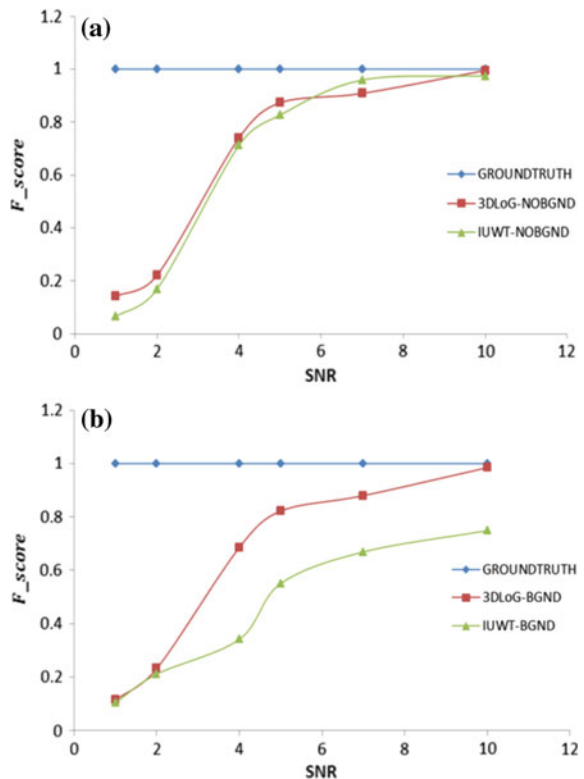 (a)
1.2
1
0.8
0.6
0.4
0.2
0
F_score
0 2 4 6 8 10 12
SNR
GROUNDTRUTH
3DLoG-NOBGND
IUWT-NOBGND
(b)
1.2
1
0.8
0.6
0.4
0.2
0
F_score
0 2 4 6 8 10 12
SNR
GROUNDTRUTH
3DLoG-BGND
IUWT-BGND